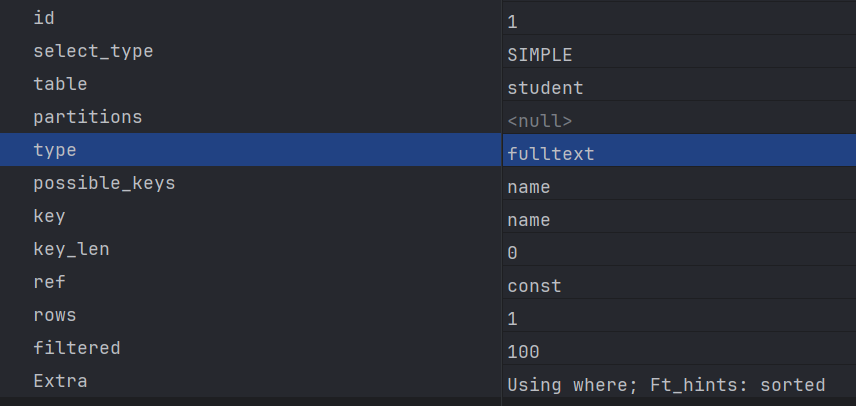 id 1
select_type SIMPLE
table student
partitions <null>
type fulltext
possible_keys name
key name
key_len 0
ref const
rows 1
filtered 100
Extra Using where; Ft_hints: sorted